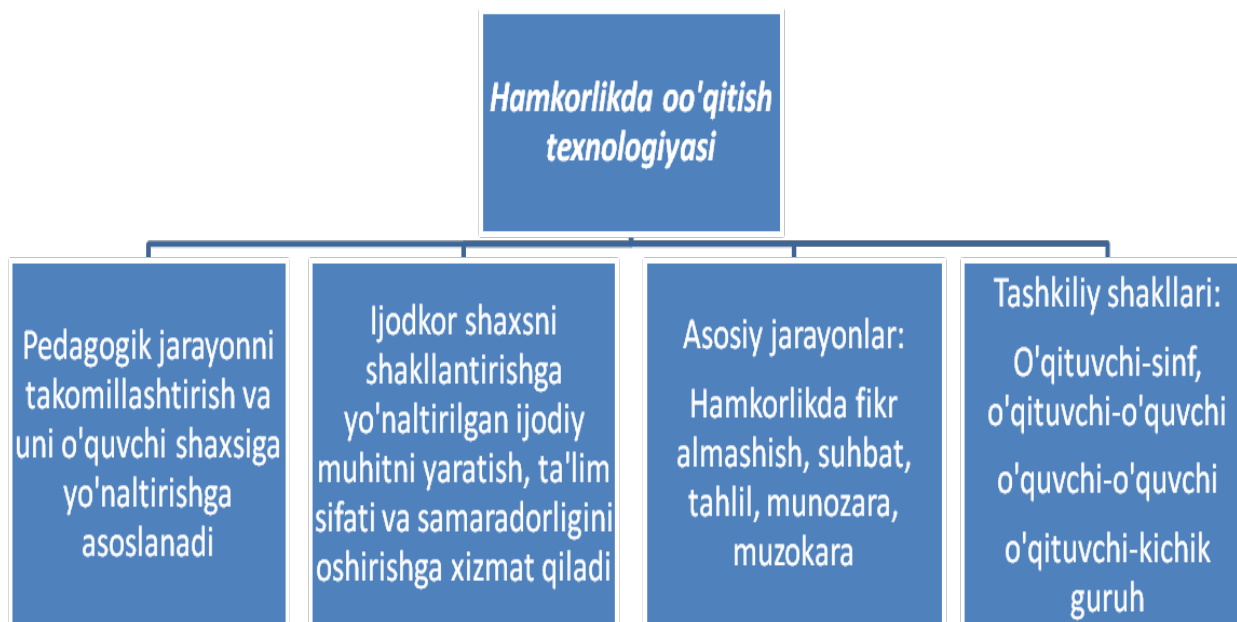 Hamkorlikda oo'qitish
texnologiyasi
Pedagogik jarayonni
takomillashtirish va
uni o'quvchi shaxsiga
yo'naltirishga
asoslanadi
Ijodkor shaxsni
shakllantirishga
yo'naltirilgan ijodiy
muhitni yaratish, ta'lim
sifati va samaradorligini
oshirishga xizmat qiladi
Asosiy jarayonlar:
Hamkorlikda fikr
almashish, suhbat,
tahlil, munozara,
muzokara
Tashkiliy shakllari:
O'qituvchi-sinf,
o'qituvchi-o'quvchi
o'quvchi-o'quvchi
o'qituvchi-kichik
guruh